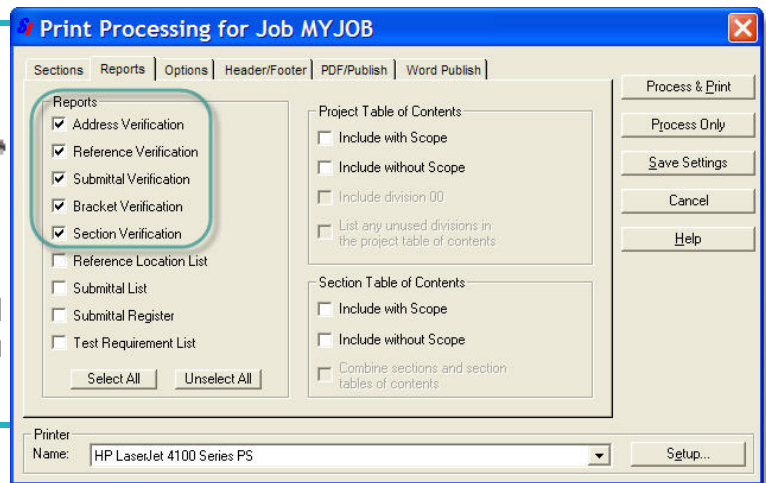 Print Processing for Job MYJOB
Sections Reports Options Header/Footer PDF/Publish Word Publish
Reports
Address Verification
Reference Verification
Submittal Verification
Bracket Verification
Section Verification
Reference Location List
Submittal List
Submittal Register
Test Requirement List
Select All Unselect All
Project Table of Contents
Include with Scope
Include without Scope
Include division 00
List any unused divisions in
the project table of contents
Section Table of Contents
Include with Scope
Include without Scope
Combine sections and section
tables of contents
Process & Print
Process Only
Save Settings
Cancel
Help
Printer
Name: HP LaserJet 4100 Series PS Setup...